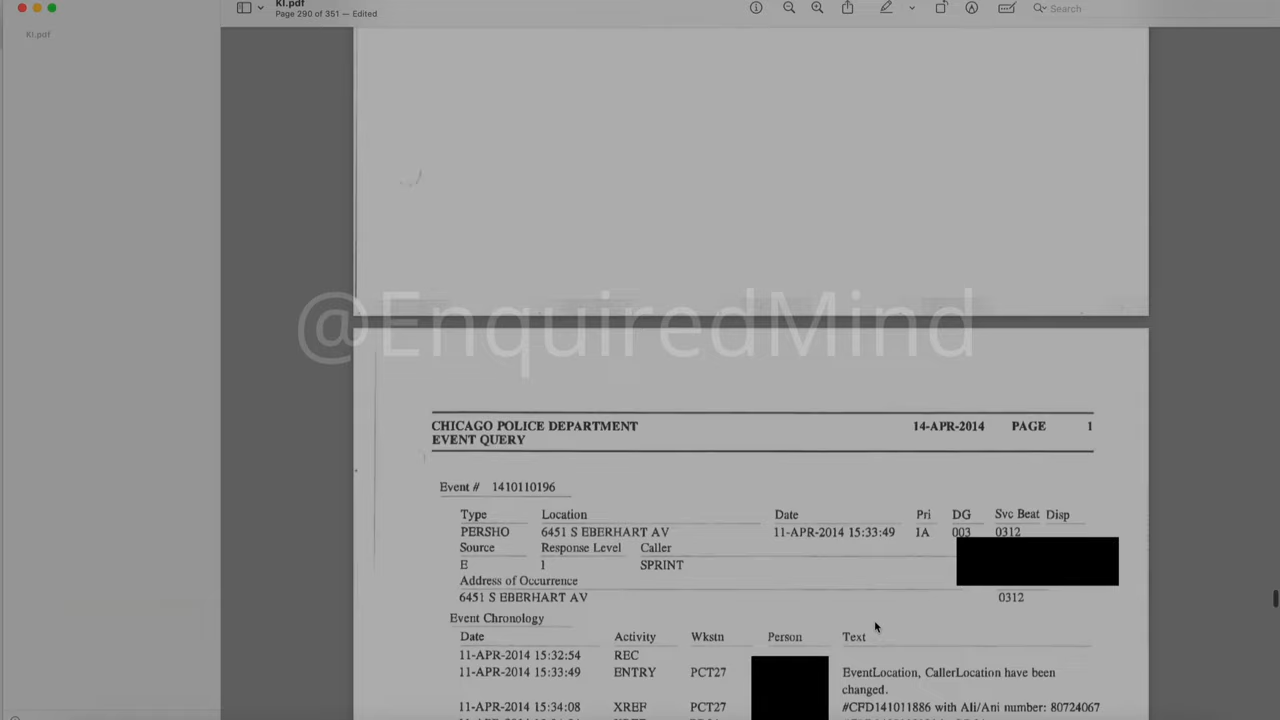 KI.pdf
Page 290 of 351 — Edited
Search
KI.pdf
@EnquiredMind
CHICAGO POLICE DEPARTMENT 14-APR-2014 PAGE 1
EVENT QUERY
Event # 1410110196
Type Location Date Pri DG Svc Beat Disp
PERSHO 6451 S EBERHART AV 11-APR-2014 15:33:49 1A 003 0312
Source Response Level Caller
E 1 SPRINT
Address of Occurrence
6451 S EBERHART AV 0312
Event Chronology
Date Activity Wkstn Person Text
11-APR-2014 15:32:54 REC
11-APR-2014 15:33:49 ENTRY PCT27 EventLocation, CallerLocation have been
changed.
11-APR-2014 15:34:08 XREF PCT27 #CFD141011886 with Ali/Ani number: 80724067